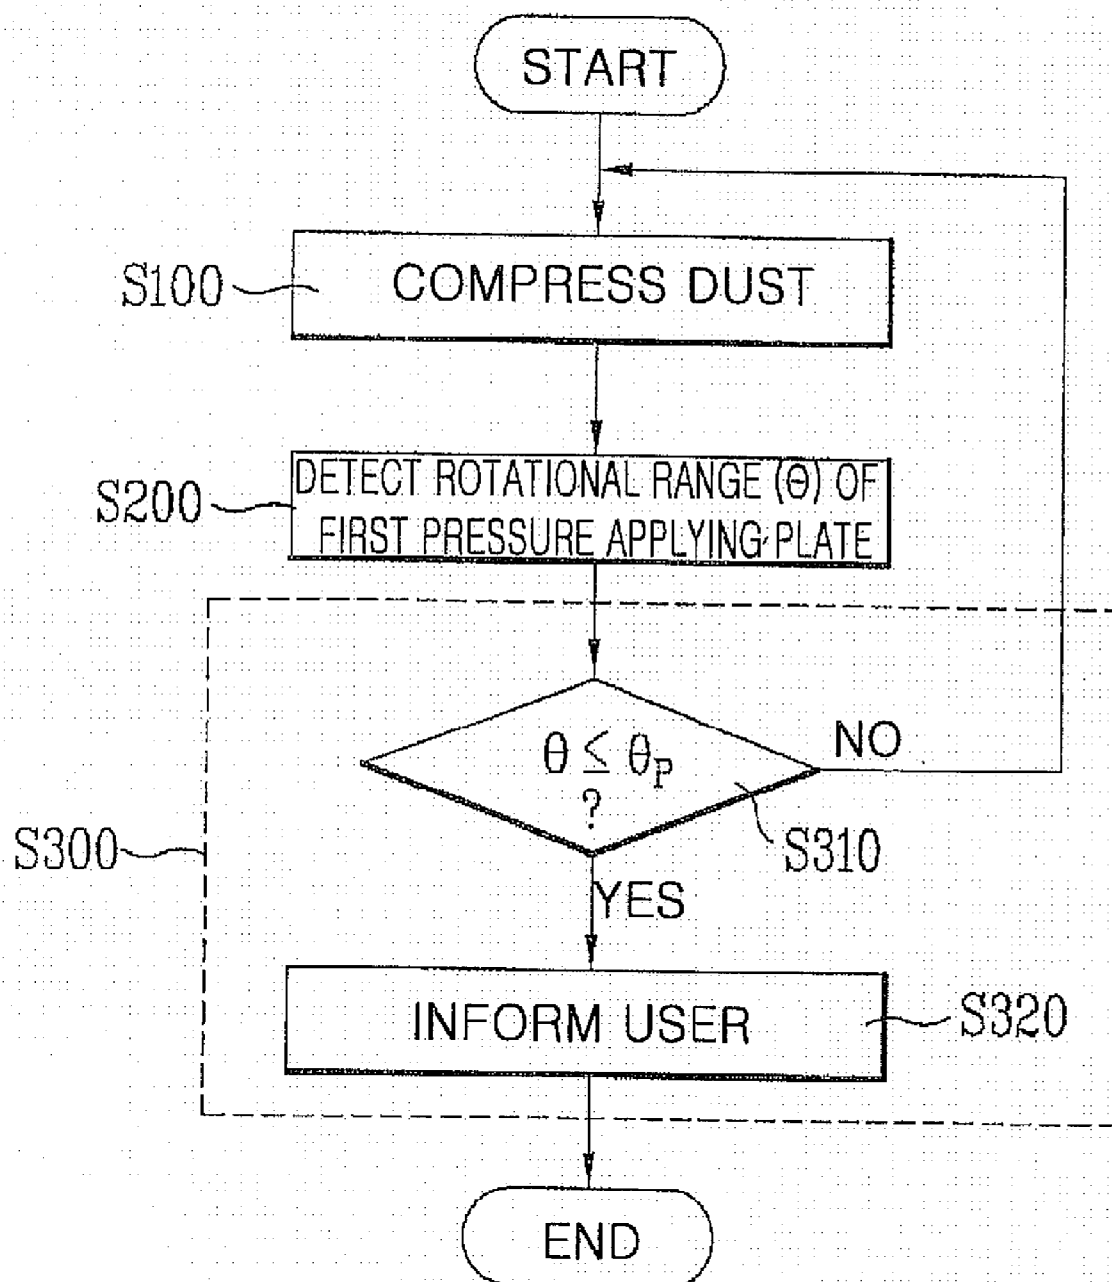 START
S100
COMPRESS DUST
S200
DETECT ROTATIONAL RANGE (θ) OF
FIRST PRESSURE APPLYING PLATE
θ ≤ θP
?
NO
S310
S300
YES
INFORM USER
S320
END